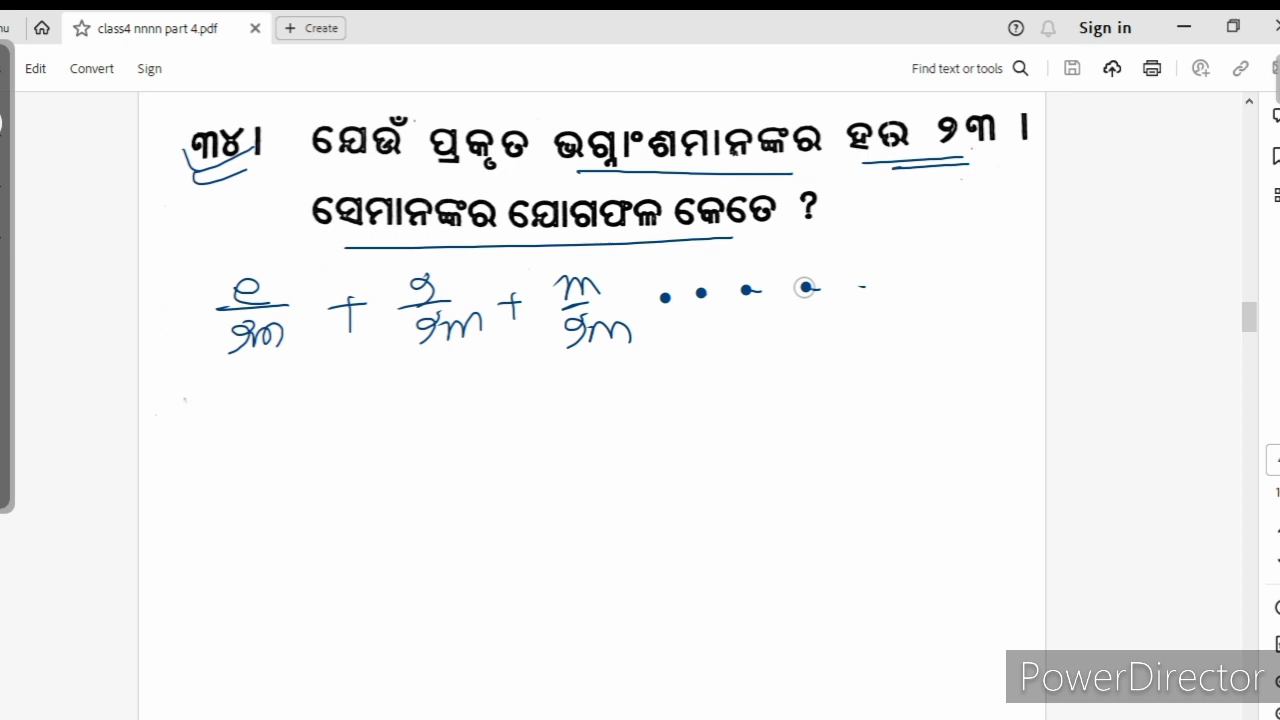 class4 nnnn part 4.pdf
Create
Sign in
Edit Convert Sign
Find text or tools
୩୪। ଯେଉଁ ପ୍ରକୃତ ଭଗ୍ନାଂଶମାନଙ୍କର ହର ୨୩ ।
ସେମାନଙ୍କର ଯୋଗଫଳ କେତେ ?
୧/୨୩ + ୨/୨୩ + ୩/୨୩ . . . . .
PowerDirector